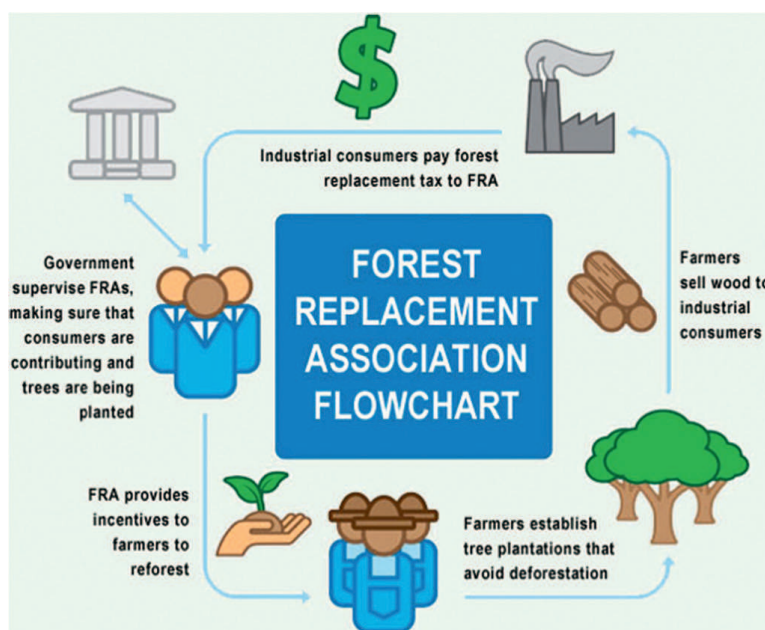 Industrial consumers pay forest
replacement tax to FRA
Government
supervise FRAs,
making sure that
consumers are
contributing and
trees are being
planted
FOREST
REPLACEMENT
ASSOCIATION
FLOWCHART
Farmers
sell wood to
industrial
consumers
FRA provides
incentives to
farmers to
reforest
Farmers establish
tree plantations that
avoid deforestation